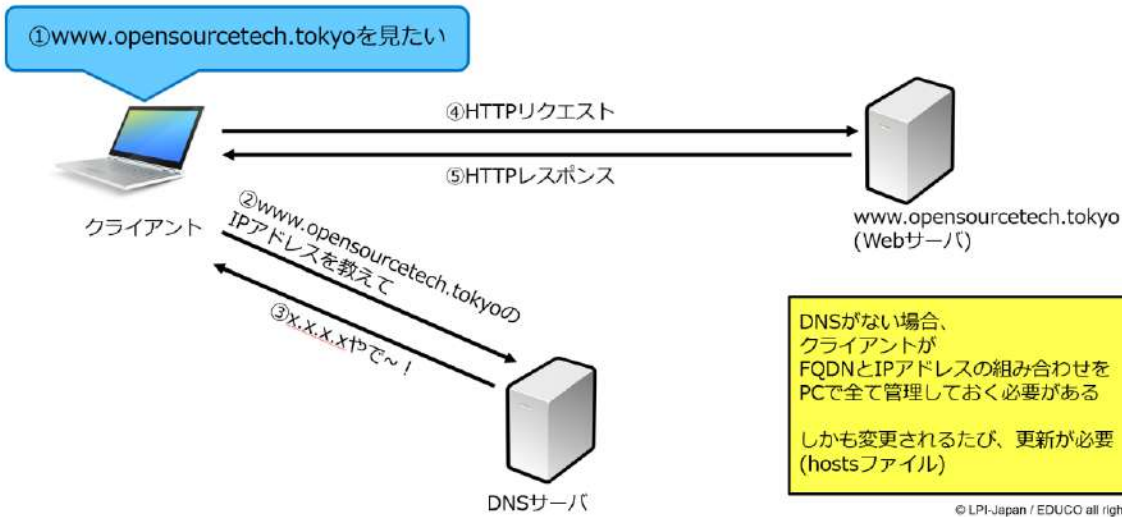 ①www.opensourcetech.tokyoを見たい
④HTTPリクエスト
⑤HTTPレスポンス
クライアント
www.opensourcetech.tokyo
(Webサーバ)
②www.opensourcetech.tokyoの
IPアドレスを教えて
③x.x.x.xやで~！
DNSサーバ
DNSがない場合、
クライアントが
FQDNとIPアドレスの組み合わせを
PCで全て管理しておく必要がある
しかも変更されるたび、更新が必要
(hostsファイル)
© LPI-Japan / EDUCO all righ